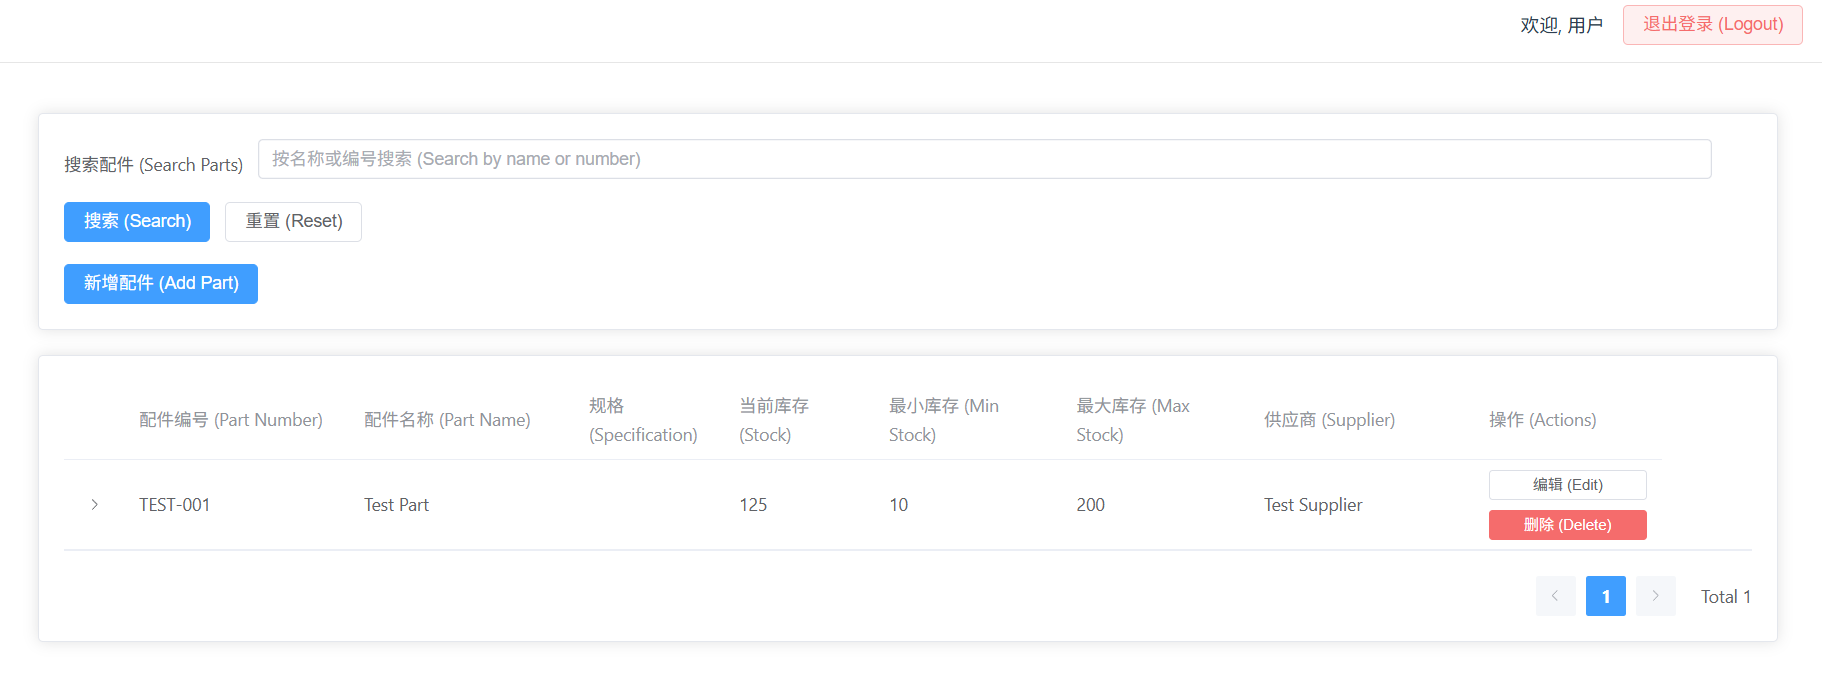 欢迎, 用户
退出登录 (Logout)
搜索配件 (Search Parts)
按名称或编号搜索 (Search by name or number)
搜索 (Search)
重置 (Reset)
新增配件 (Add Part)
配件编号 (Part Number)
配件名称 (Part Name)
规格
(Specification)
当前库存
(Stock)
最小库存 (Min
Stock)
最大库存 (Max
Stock)
供应商 (Supplier)
操作 (Actions)
TEST-001
Test Part
125
10
200
Test Supplier
编辑 (Edit)
删除 (Delete)
1
Total 1